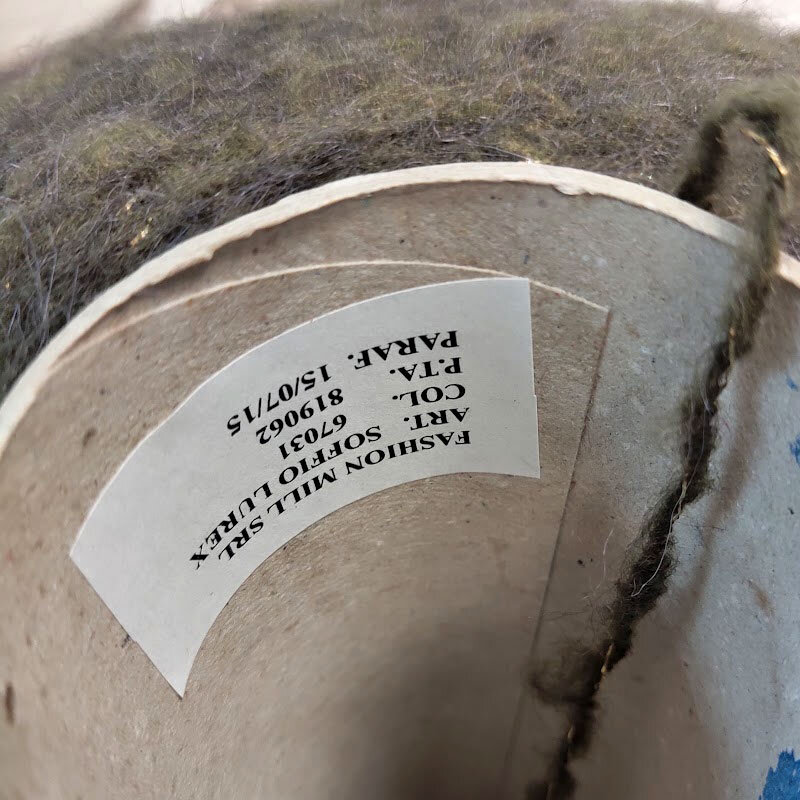 FASHION MILL SRL
ART. SOFFIO LUREX
COL. 67031
P.TA. 819062
PARAF. 15/07/15